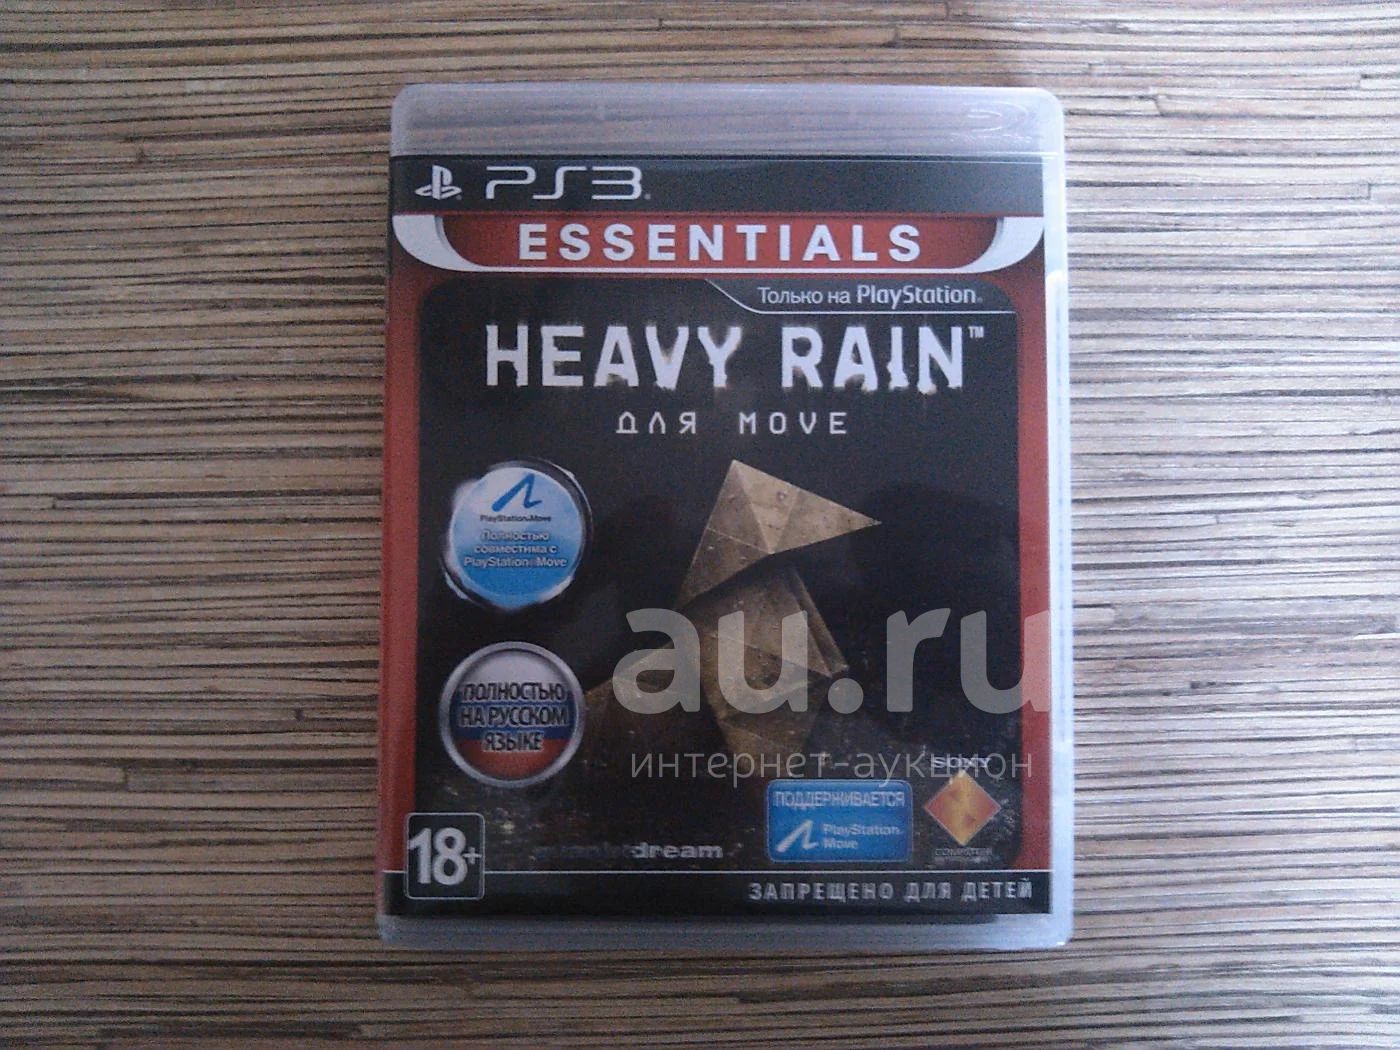 PS3
ESSENTIALS
Только на PlayStation
HEAVY RAIN™
ДЛЯ MOVE
PlayStation Move
Полностью
совместима с
PlayStation Move
au.ru
ПОЛНОСТЬЮ
НА РУССКОМ
ЯЗЫКЕ
интернет-аукцион
SONY
ПОДДЕРЖИВАЕТСЯ
PlayStation
Move
COMPUTER
dream
18+
ЗАПРЕЩЕНО ДЛЯ ДЕТЕЙ